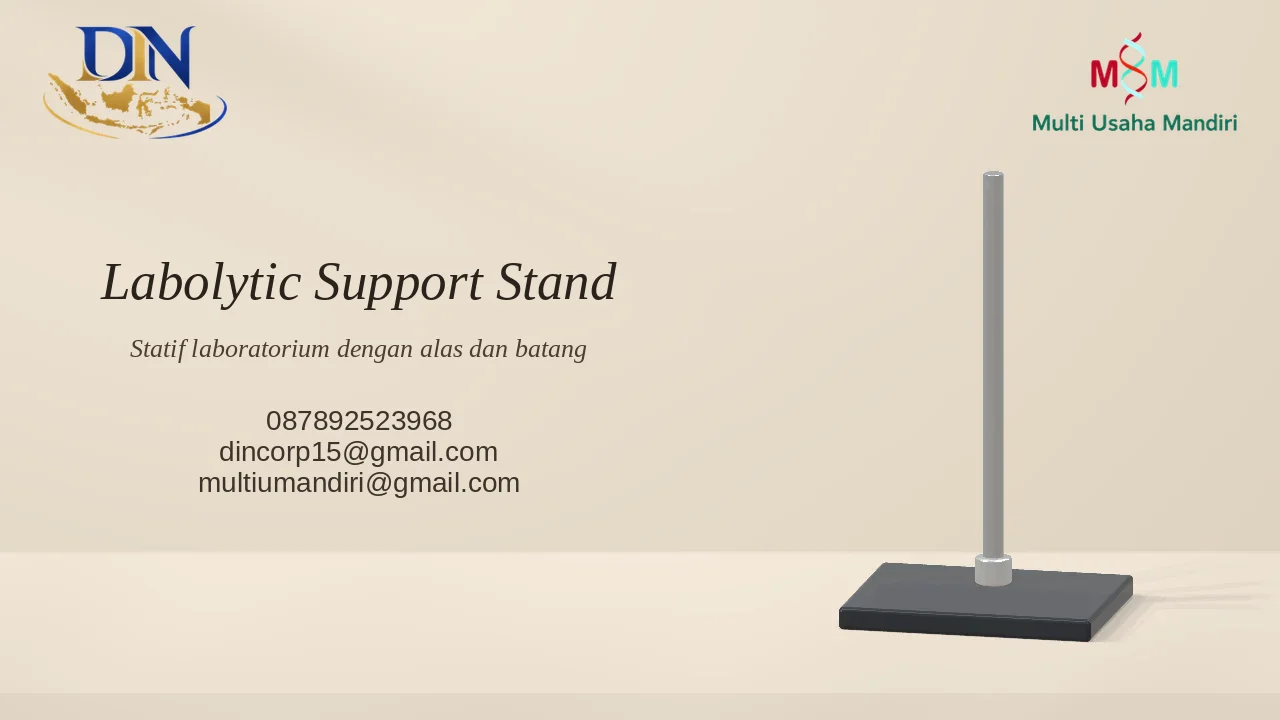 DIN
MSM
Multi Usaha Mandiri
Labolytic Support Stand
Statif laboratorium dengan alas dan batang
087892523968
dincorp15@gmail.com
multiumandiri@gmail.com